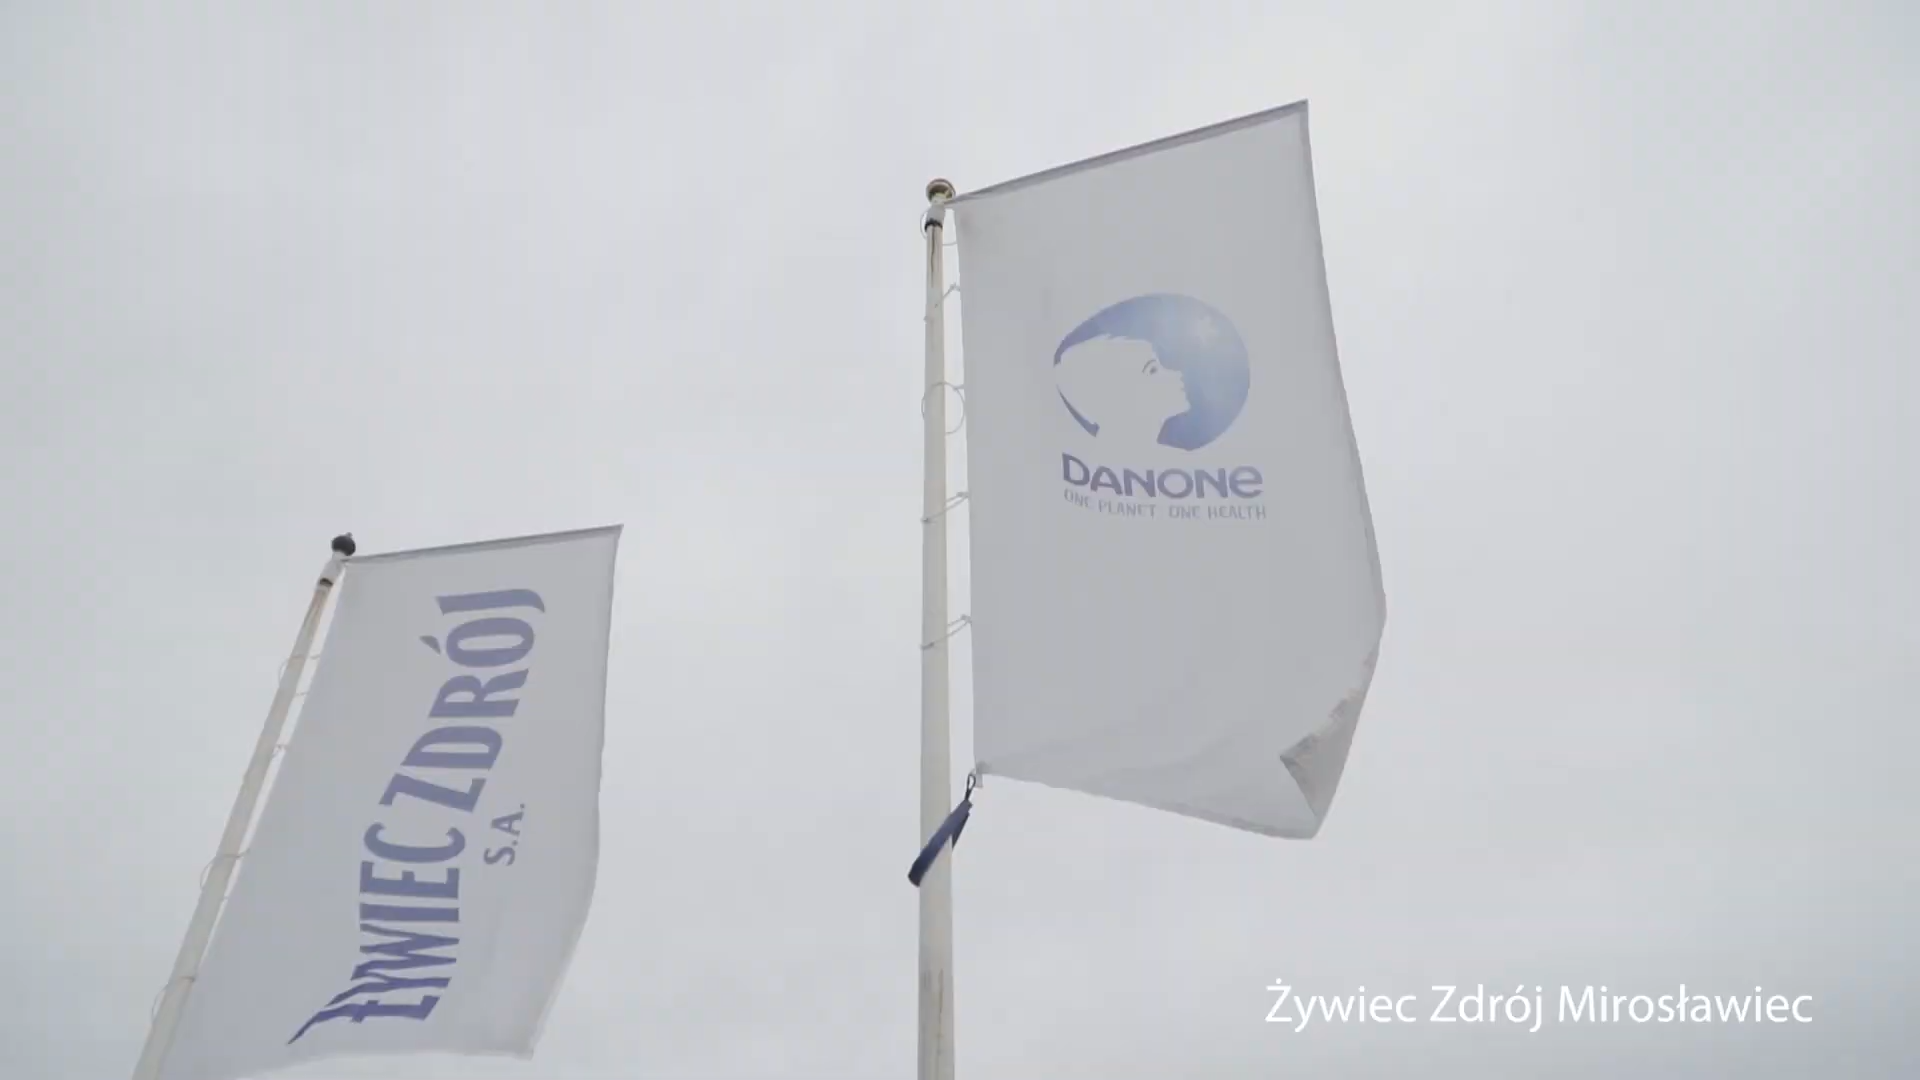 ŻYWIEC ZDRÓJ
S.A.
DANONE
ONE PLANET. ONE HEALTH
Żywiec Zdrój Mirosławiec